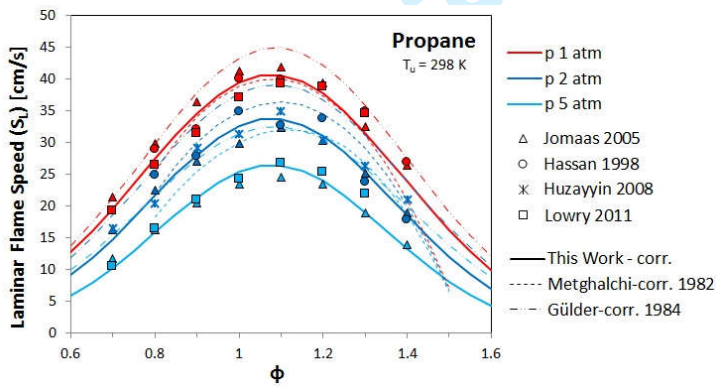 50
45
40
35
30
25
20
15
10
5
0
Laminar Flame Speed (SL) [cm/s]
Propane
Tu = 298 K
0.6 0.8 1 1.2 1.4 1.6
Φ
p 1 atm
p 2 atm
p 5 atm
Jomaas 2005
Hassan 1998
Huzayyin 2008
Lowry 2011
This Work - corr.
Metghalchi-corr. 1982
Gülder-corr. 1984